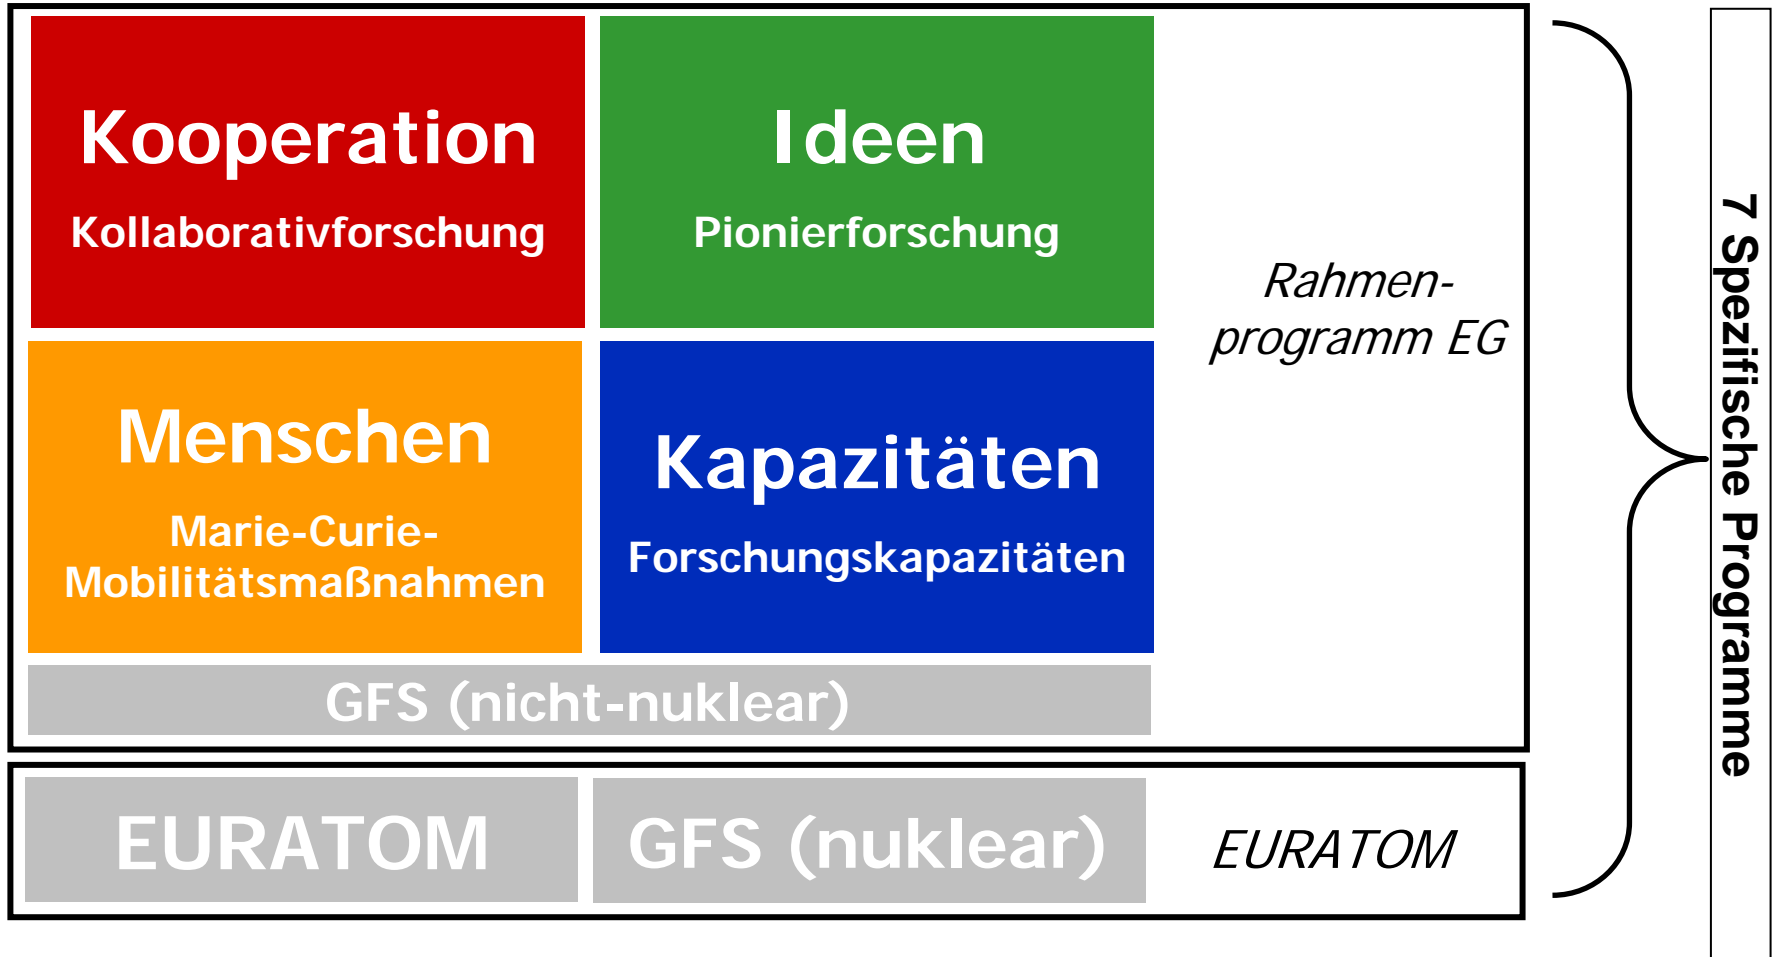 Kooperation
Kollaborativforschung
Ideen
Pionierforschung
Menschen
Marie-Curie-
Mobilitätsmaßnahmen
Kapazitäten
Forschungskapazitäten
GFS (nicht-nuklear)
Rahmen-
programm EG
EURATOM
GFS (nuklear)
EURATOM
7 Spezifische Programme